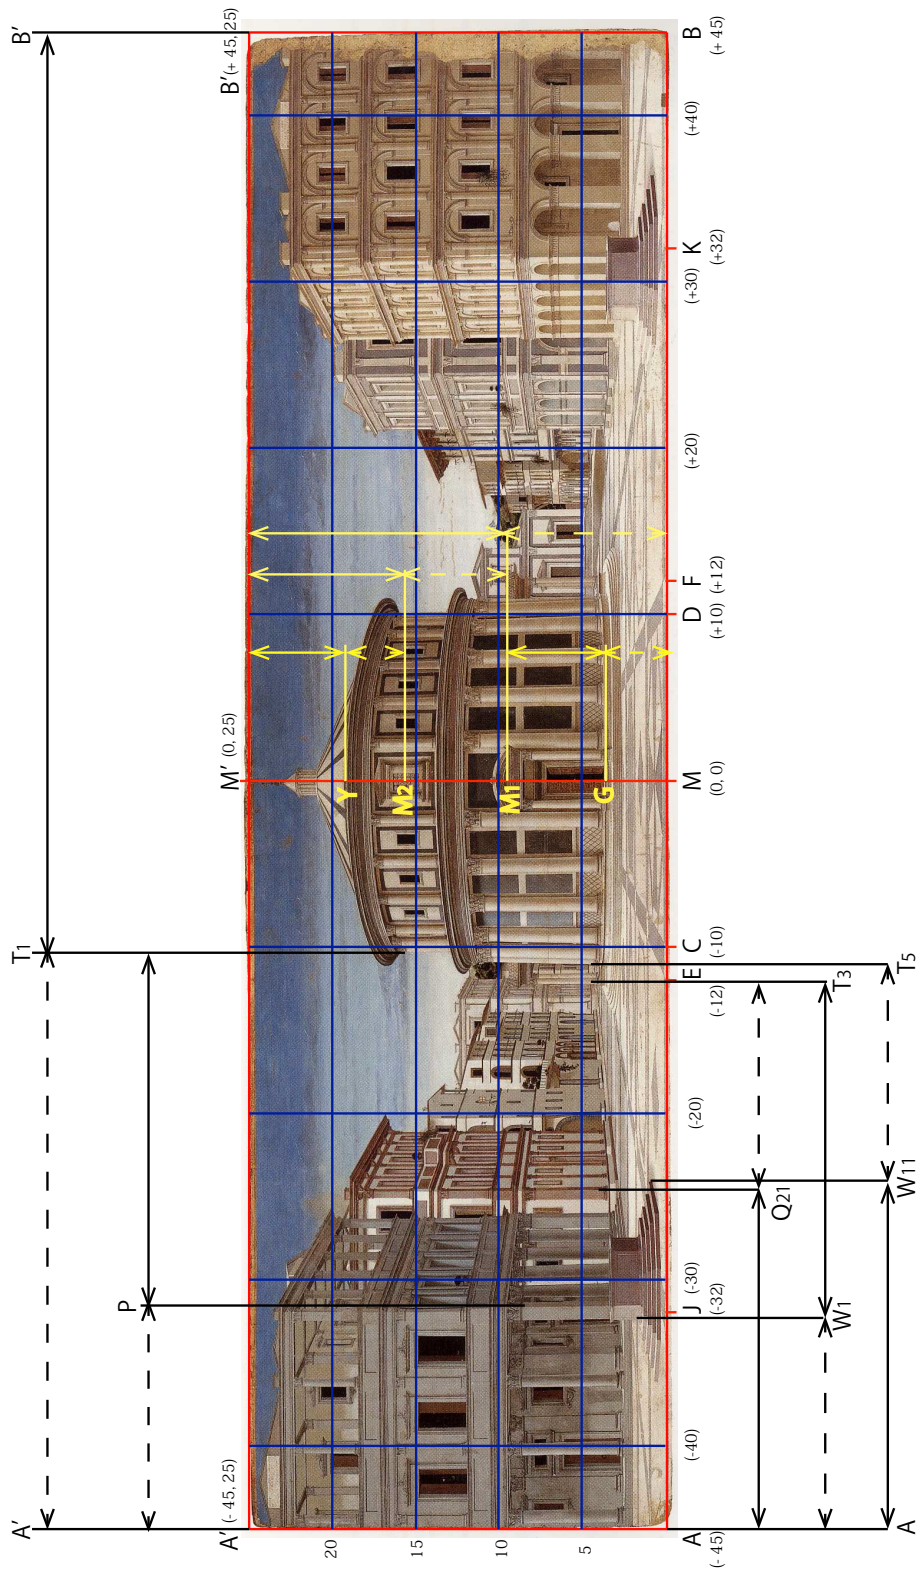 A′ T1 B′
P
A′ (- 45, 25) M′ (0, 25) B′(+ 45, 25)
20
15
10
5
Y
M2
M1
G
A J E C M D F K B
(- 45) (-40) (-32) (-30) (-20) (-12) (-10) (0, 0) (+10) (+12) (+20) (+30) (+32) (+40) (+ 45)
Q21
W1 T3
A W11 T5